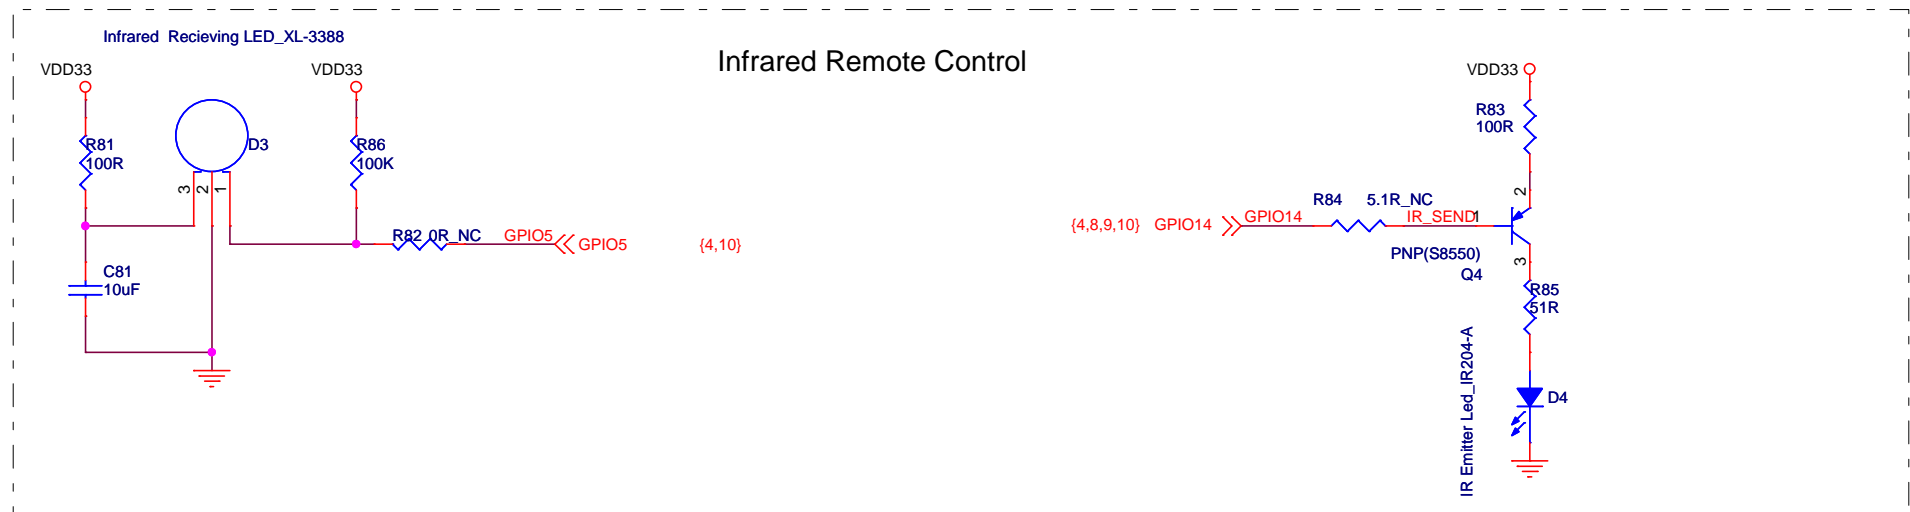 Infrared Recieving LED_XL-3388
Infrared Remote Control
VDD33
VDD33
VDD33
R81
100R
D3
R86
100K
R83
100R
3
2
1
R82 0R_NC
GPIO5
GPIO5
{4,10}
C81
10uF
{4,8,9,10}
GPIO14
GPIO14
R84
5.1R_NC
IR_SEND
1
2
PNP(S8550)
Q4
3
R85
51R
IR Emitter Led_IR204-A
D4